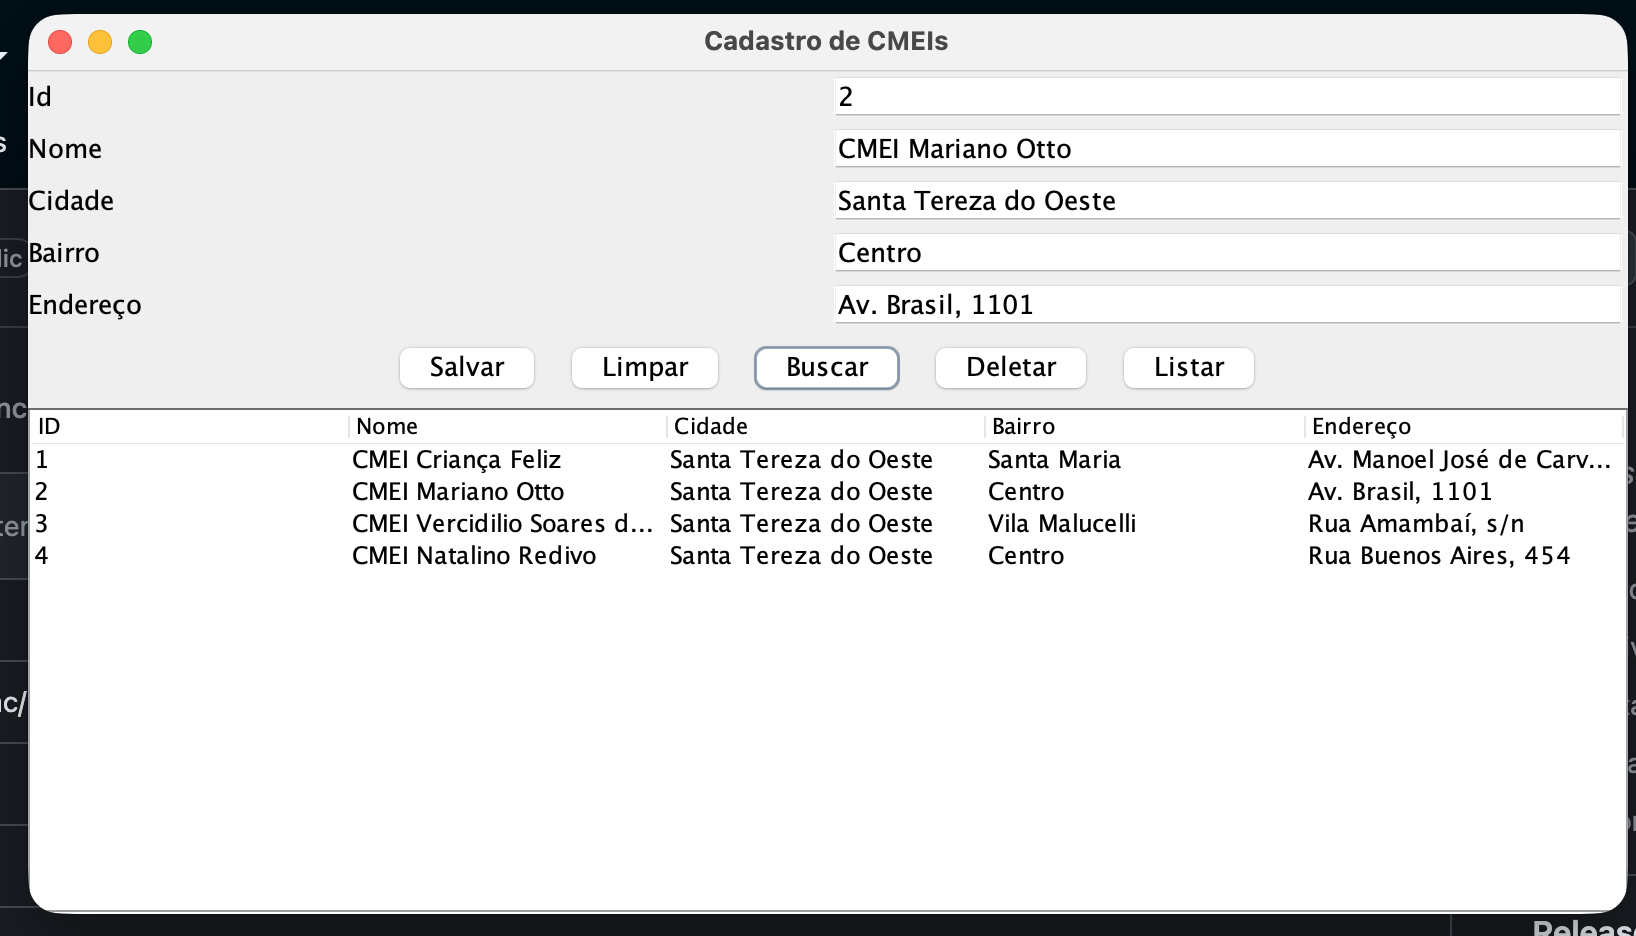 Cadastro de CMEIs
Id 2
Nome CMEI Mariano Otto
Cidade Santa Tereza do Oeste
Bairro Centro
Endereço Av. Brasil, 1101
Salvar Limpar Buscar Deletar Listar
ID Nome Cidade Bairro Endereço
1 CMEI Criança Feliz Santa Tereza do Oeste Santa Maria Av. Manoel José de Carv...
2 CMEI Mariano Otto Santa Tereza do Oeste Centro Av. Brasil, 1101
3 CMEI Vercidilio Soares d... Santa Tereza do Oeste Vila Malucelli Rua Amambaí, s/n
4 CMEI Natalino Redivo Santa Tereza do Oeste Centro Rua Buenos Aires, 454